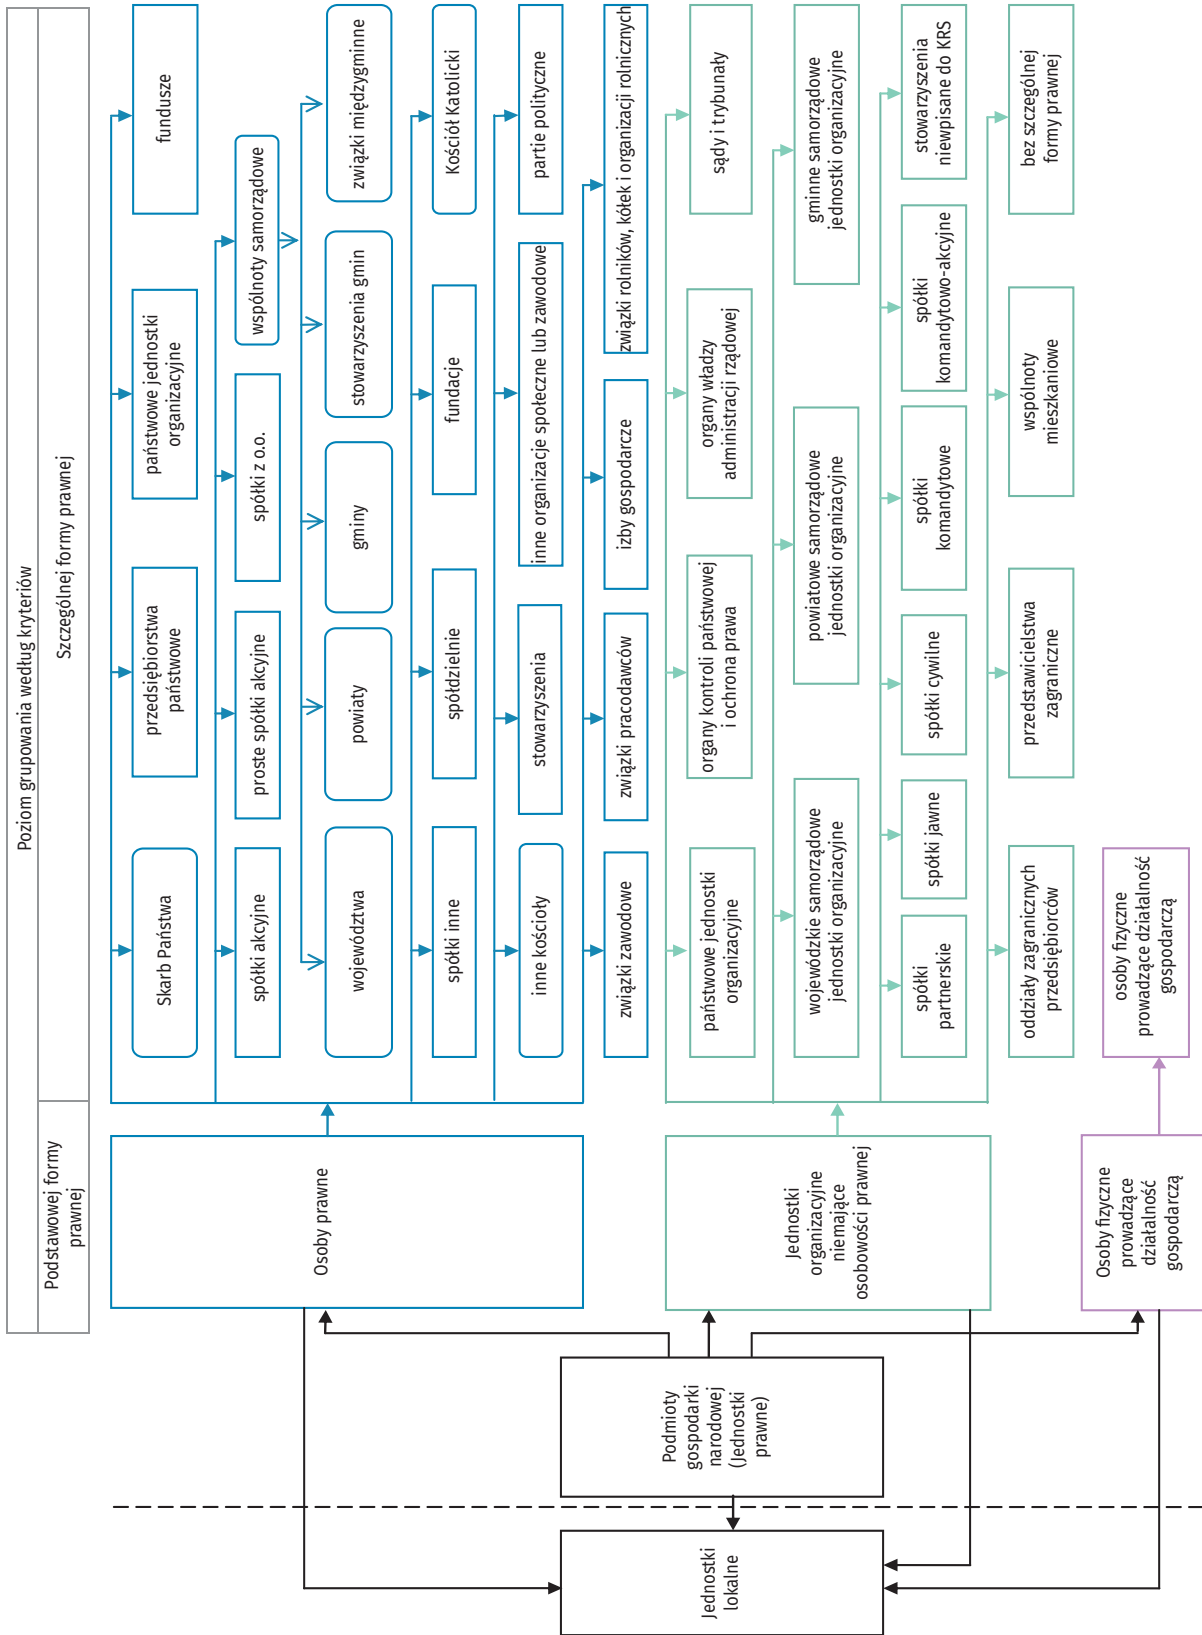 Poziom grupowania według kryteriów
Podstawowej formy
prawnej
Szczególnej formy prawnej
Jednostki
lokalne
Podmioty
gospodarki
narodowej
(Jednostki
prawne)
Osoby prawne
Skarb Państwa
przedsiębiorstwa
państwowe
państwowe jednostki
organizacyjne
fundusze
spółki akcyjne
proste spółki akcyjne
spółki z o.o.
wspólnoty samorządowe
województwa
powiaty
gminy
stowarzyszenia gmin
związki międzygminne
spółki inne
spółdzielnie
fundacje
Kościół Katolicki
inne kościoły
stowarzyszenia
inne organizacje społeczne lub zawodowe
partie polityczne
związki zawodowe
związki pracodawców
izby gospodarcze
związki rolników, kółek i organizacji rolniczych
Jednostki
organizacyjne
niemające
osobowości prawnej
państwowe jednostki
organizacyjne
organy kontroli państwowej
i ochrona prawa
organy władzy
administracji rządowej
sądy i trybunały
wojewódzkie samorządowe
jednostki organizacyjne
powiatowe samorządowe
jednostki organizacyjne
gminne samorządowe
jednostki organizacyjne
spółki
partnerskie
spółki jawne
spółki cywilne
spółki
komandytowe
spółki
komandytowo-akcyjne
stowarzyszenia
niewpisane do KRS
oddziały zagranicznych
przedsiębiorców
przedstawicielstwa
zagraniczne
wspólnoty
mieszkaniowe
bez szczególnej
formy prawnej
Osoby fizyczne
prowadzące
działalność
gospodarczą
osoby fizyczne
prowadzące działalność
gospodarczą